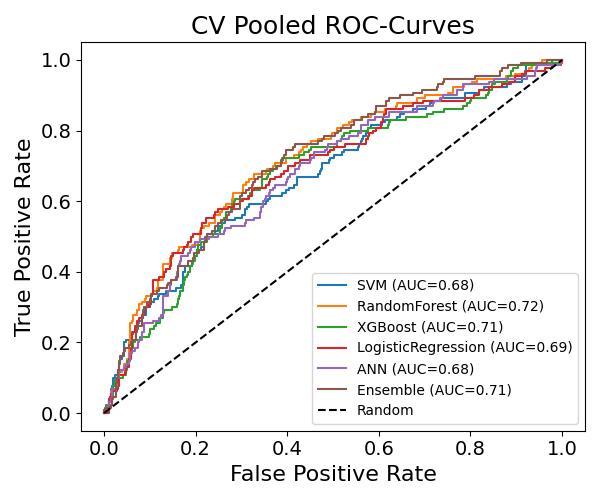 CV Pooled ROC-Curves
True Positive Rate
1.0
0.8
0.6
0.4
0.2
0.0
SVM (AUC=0.68)
RandomForest (AUC=0.72)
XGBoost (AUC=0.71)
LogisticRegression (AUC=0.69)
ANN (AUC=0.68)
Ensemble (AUC=0.71)
Random
0.0 0.2 0.4 0.6 0.8 1.0
False Positive Rate